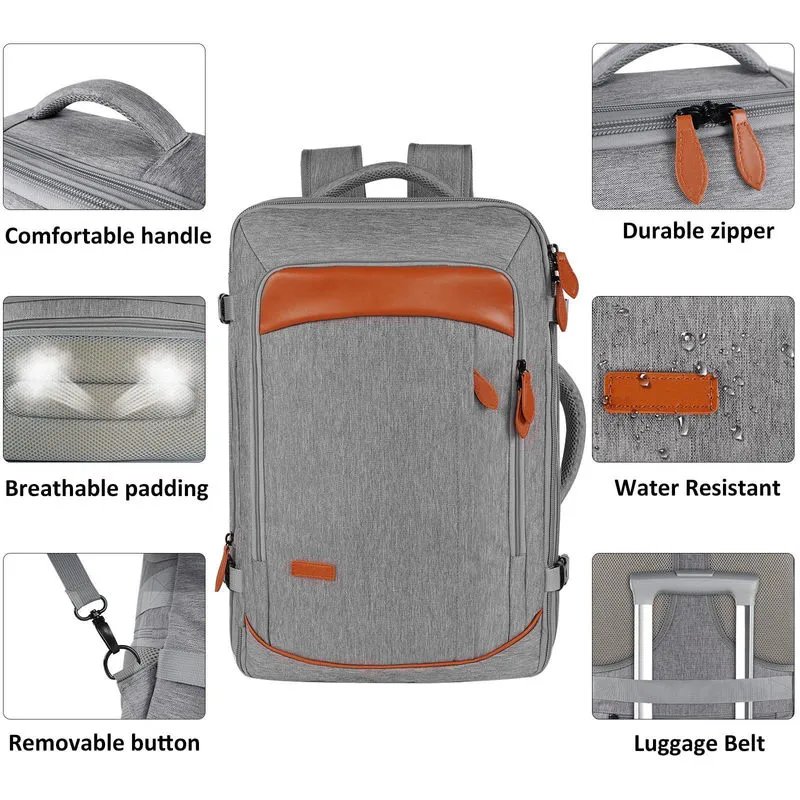 Comfortable handle
Durable zipper
Breathable padding
Water Resistant
Removable button
Luggage Belt